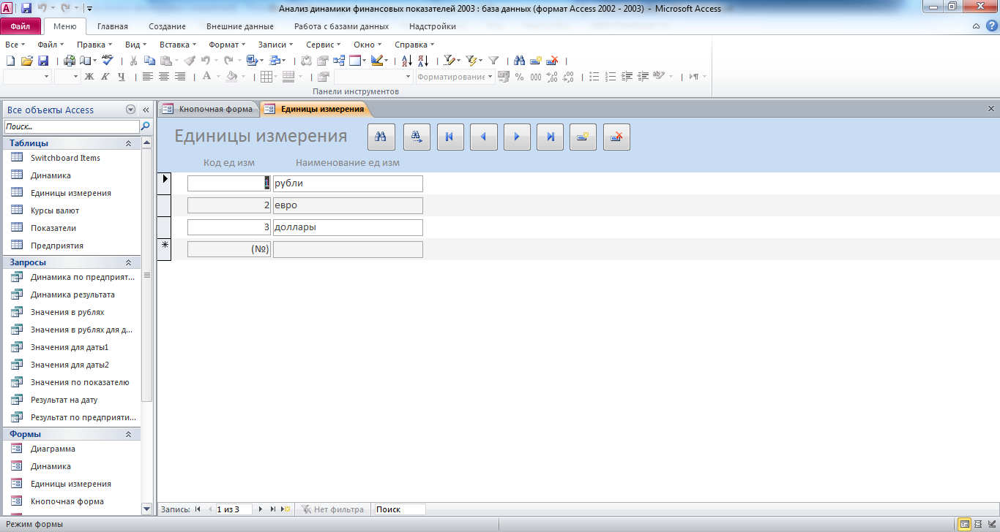 Анализ динамики финансовых показателей 2003 : база данных (формат Access 2002 - 2003) - Microsoft Access
Файл Меню Главная Создание Внешние данные Работа с базами данных Надстройки
Все Файл Правка Вид Вставка Формат Записи Сервис Окно Справка
Ж К Ч Форматирование % 000
Панели инструментов
Все объекты Access
Поиск...
Таблицы
Switchboard Items
Динамика
Единицы измерения
Курсы валют
Показатели
Предприятия
Запросы
Динамика по предприят...
Динамика результата
Значения в рублях
Значения в рублях для д...
Значения для даты1
Значения для даты2
Значения по показателю
Результат на дату
Результат по предприяти...
Формы
Диаграмма
Динамика
Единицы измерения
Кнопочная форма
Кнопочная форма Единицы измерения
Единицы измерения
Код ед изм Наименование ед изм
1 рубли
2 евро
3 доллары
(№)
Запись: 1 из 3 Нет фильтра Поиск
Режим формы